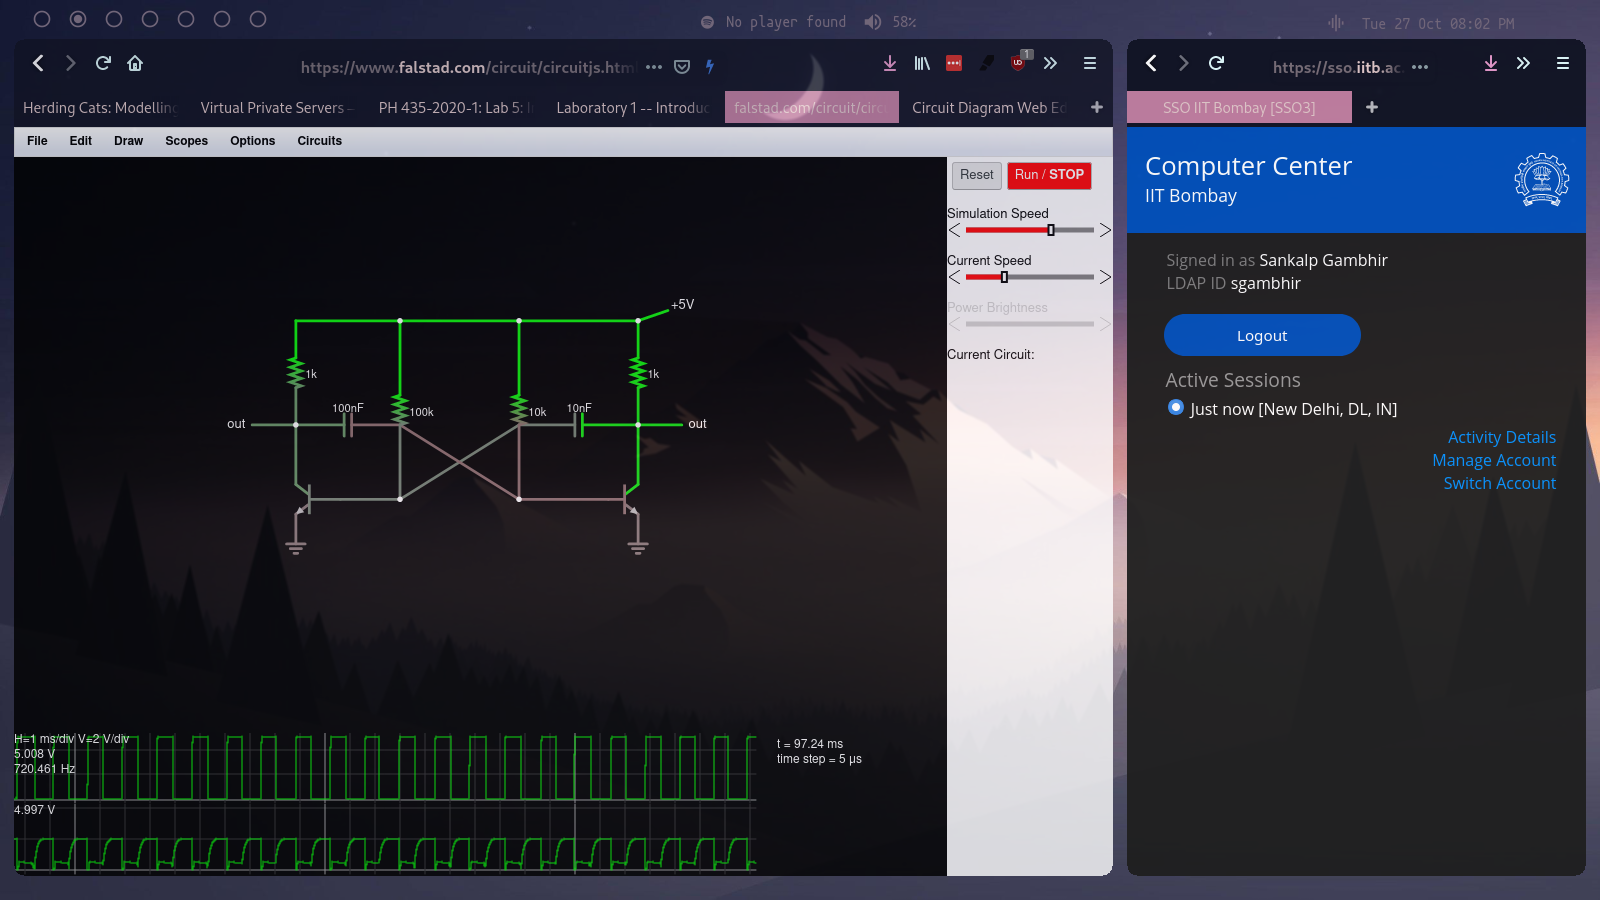 No player found 58%
Tue 27 Oct 08:02 PM
https://www.falstad.com/circuit/circuitjs.htm
1
Herding Cats: Modelling
Virtual Private Servers –
PH 435-2020-1: Lab 5:
Laboratory 1 -- Introduc
falstad.com/circuit/circ
Circuit Diagram Web Ed
File Edit Draw Scopes Options Circuits
Reset Run / STOP
Simulation Speed
Current Speed
Power Brightness
Current Circuit:
+5V
1k
100nF
100k
10k
10nF
1k
out
out
H=1 ms/div V=2 V/div
5.008 V
720.461 Hz
4.997 V
t = 97.24 ms
time step = 5 µs
https://sso.iitb.ac.
SSO IIT Bombay [SSO3]
Computer Center
IIT Bombay
Signed in as Sankalp Gambhir
LDAP ID sgambhir
Logout
Active Sessions
Just now [New Delhi, DL, IN]
Activity Details
Manage Account
Switch Account